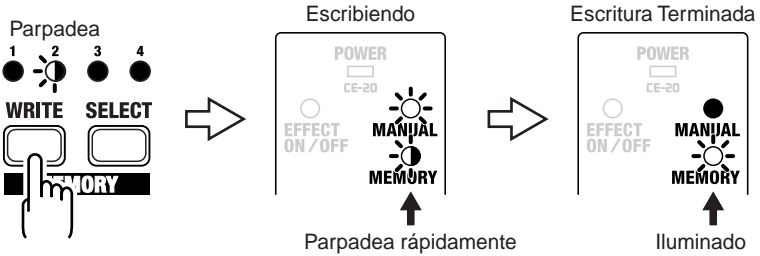 Parpadea
1 2 3 4
WRITE SELECT
MEMORY
Escribiendo
POWER
CE-20
EFFECT
ON/OFF
MANUAL
MEMORY
Parpadea rápidamente
Escritura Terminada
POWER
CE-20
EFFECT
ON/OFF
MANUAL
MEMORY
Iluminado